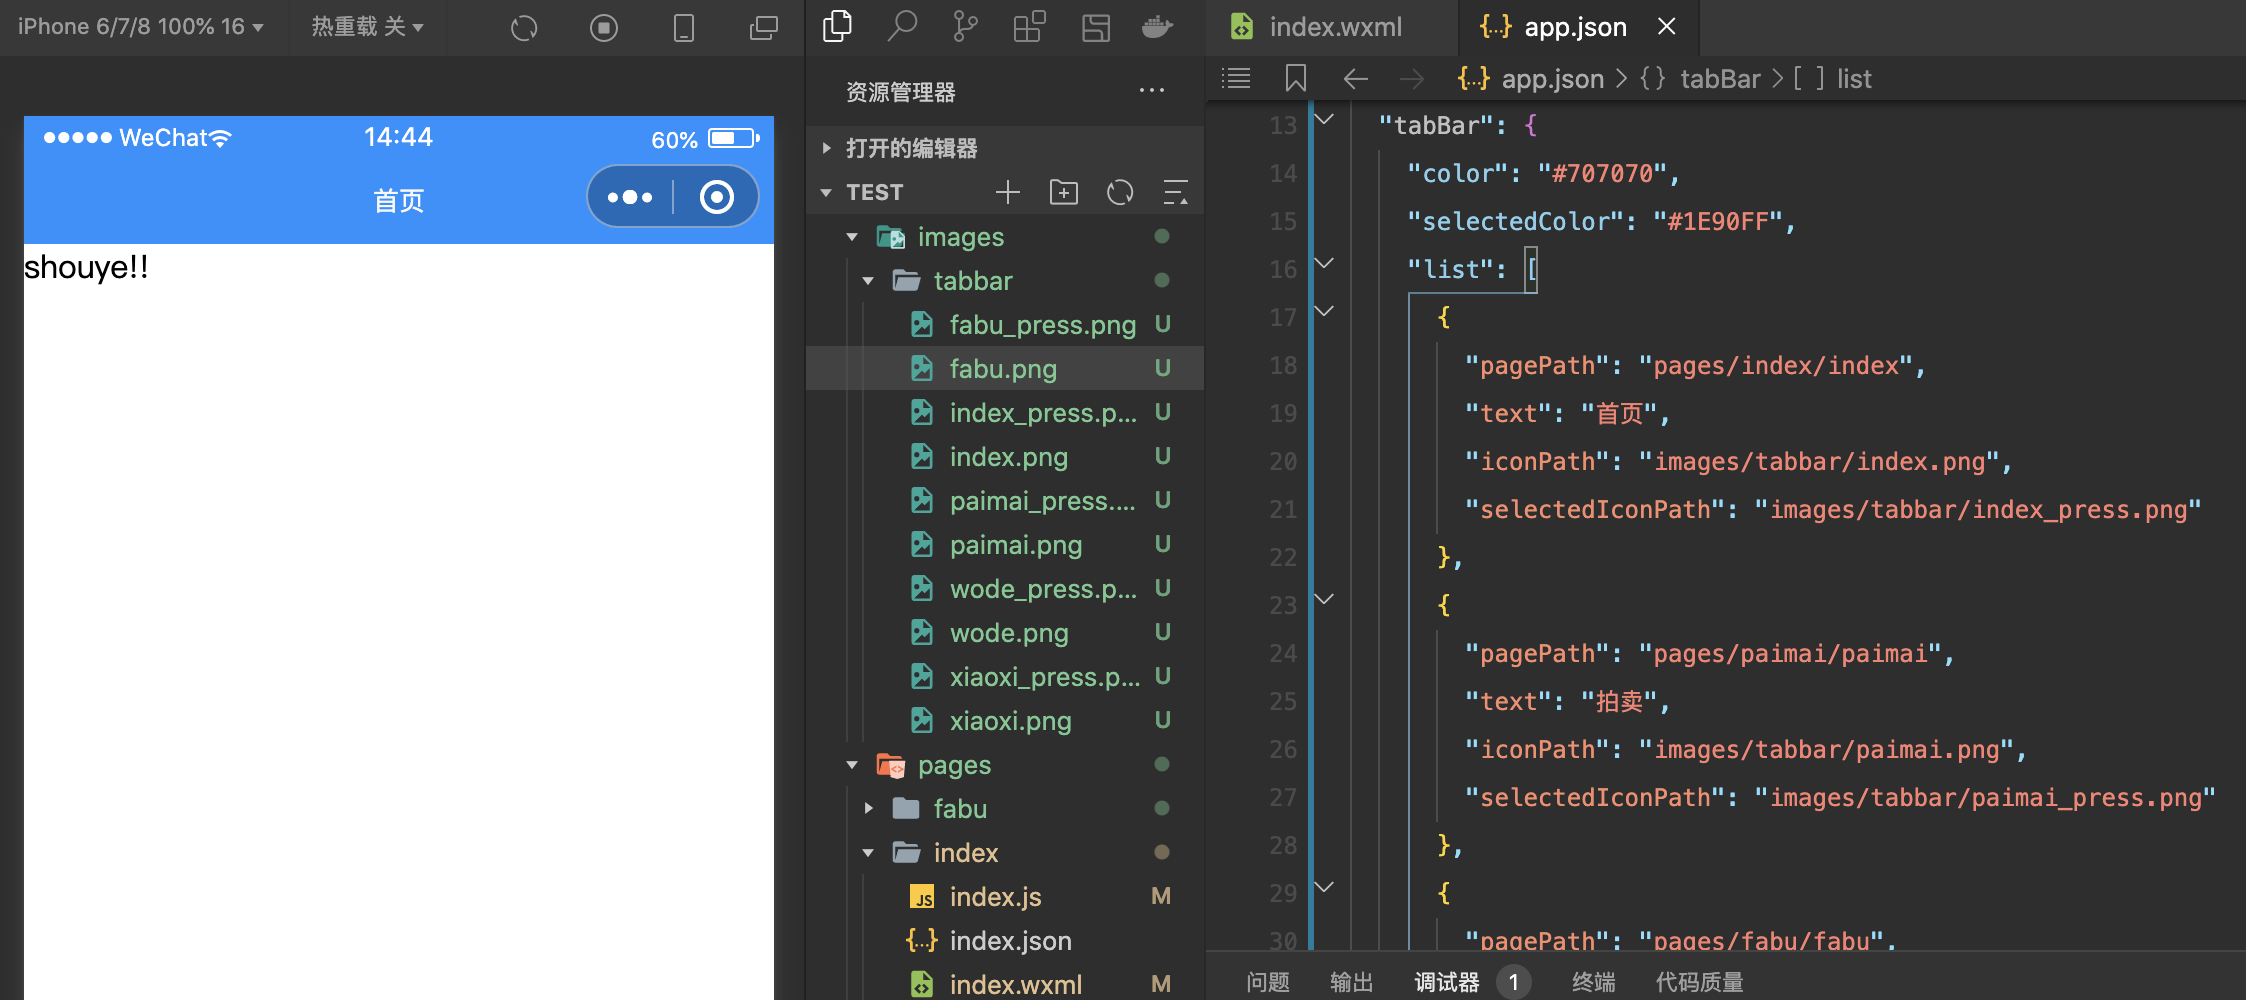 iPhone 6/7/8 100% 16
热重载 关
WeChat
14:44
60%
首页
shouye!!
资源管理器
···
打开的编辑器
TEST
images
tabbar
fabu_press.png U
fabu.png U
index_press.p... U
index.png U
paimai_press.... U
paimai.png U
wode_press.p... U
wode.png U
xiaoxi_press.p... U
xiaoxi.png U
pages
fabu
index
JS index.js M
{..} index.json
index.wxml M
index.wxml
{..} app.json
{..} app.json > {} tabBar > [ ] list
13 "tabBar": {
14 "color": "#707070",
15 "selectedColor": "#1E90FF",
16 "list": [
17 {
18 "pagePath": "pages/index/index",
19 "text": "首页",
20 "iconPath": "images/tabbar/index.png",
21 "selectedIconPath": "images/tabbar/index_press.png"
22 },
23 {
24 "pagePath": "pages/paimai/paimai",
25 "text": "拍卖",
26 "iconPath": "images/tabbar/paimai.png",
27 "selectedIconPath": "images/tabbar/paimai_press.png"
28 },
29 {
30 "pagePath": "pages/fabu/fabu",
问题 输出 调试器 1 终端 代码质量